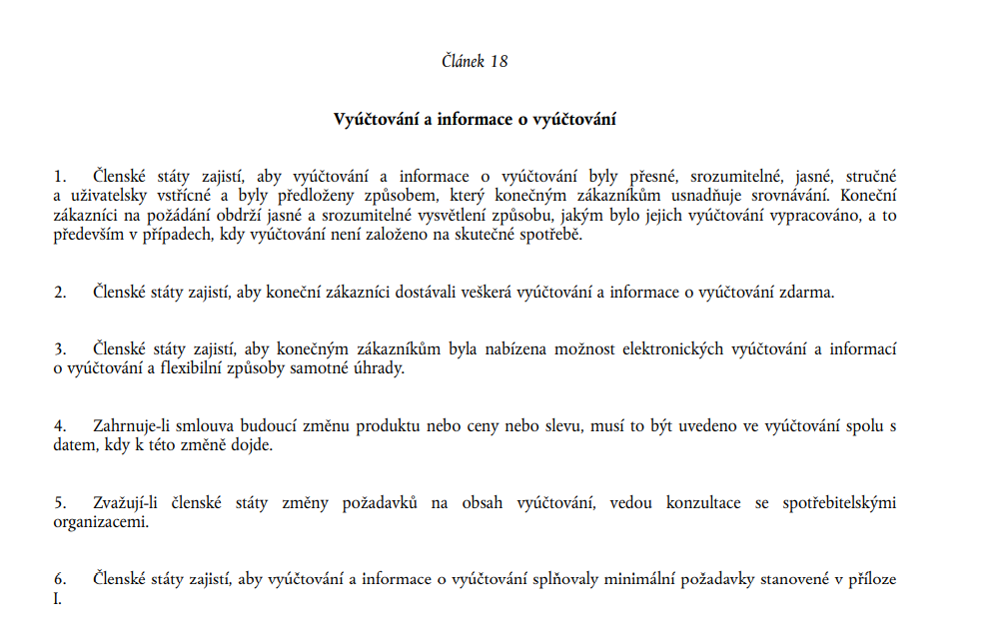 Článek 18
Vyúčtování a informace o vyúčtování
1. Členské státy zajistí, aby vyúčtování a informace o vyúčtování byly přesné, srozumitelné, jasné, stručné
a uživatelsky vstřícné a byly předloženy způsobem, který konečným zákazníkům usnadňuje srovnávání. Koneční
zákazníci na požádání obdrží jasné a srozumitelné vysvětlení způsobu, jakým bylo jejich vyúčtování vypracováno, a to
především v případech, kdy vyúčtování není založeno na skutečné spotřebě.
2. Členské státy zajistí, aby koneční zákazníci dostávali veškerá vyúčtování a informace o vyúčtování zdarma.
3. Členské státy zajistí, aby konečným zákazníkům byla nabízena možnost elektronických vyúčtování a informací
o vyúčtování a flexibilní způsoby samotné úhrady.
4. Zahrnuje-li smlouva budoucí změnu produktu nebo ceny nebo slevu, musí to být uvedeno ve vyúčtování spolu s
datem, kdy k této změně dojde.
5. Zvažují-li členské státy změny požadavků na obsah vyúčtování, vedou konzultace se spotřebitelskými
organizacemi.
6. Členské státy zajistí, aby vyúčtování a informace o vyúčtování splňovaly minimální požadavky stanovené v příloze
I.